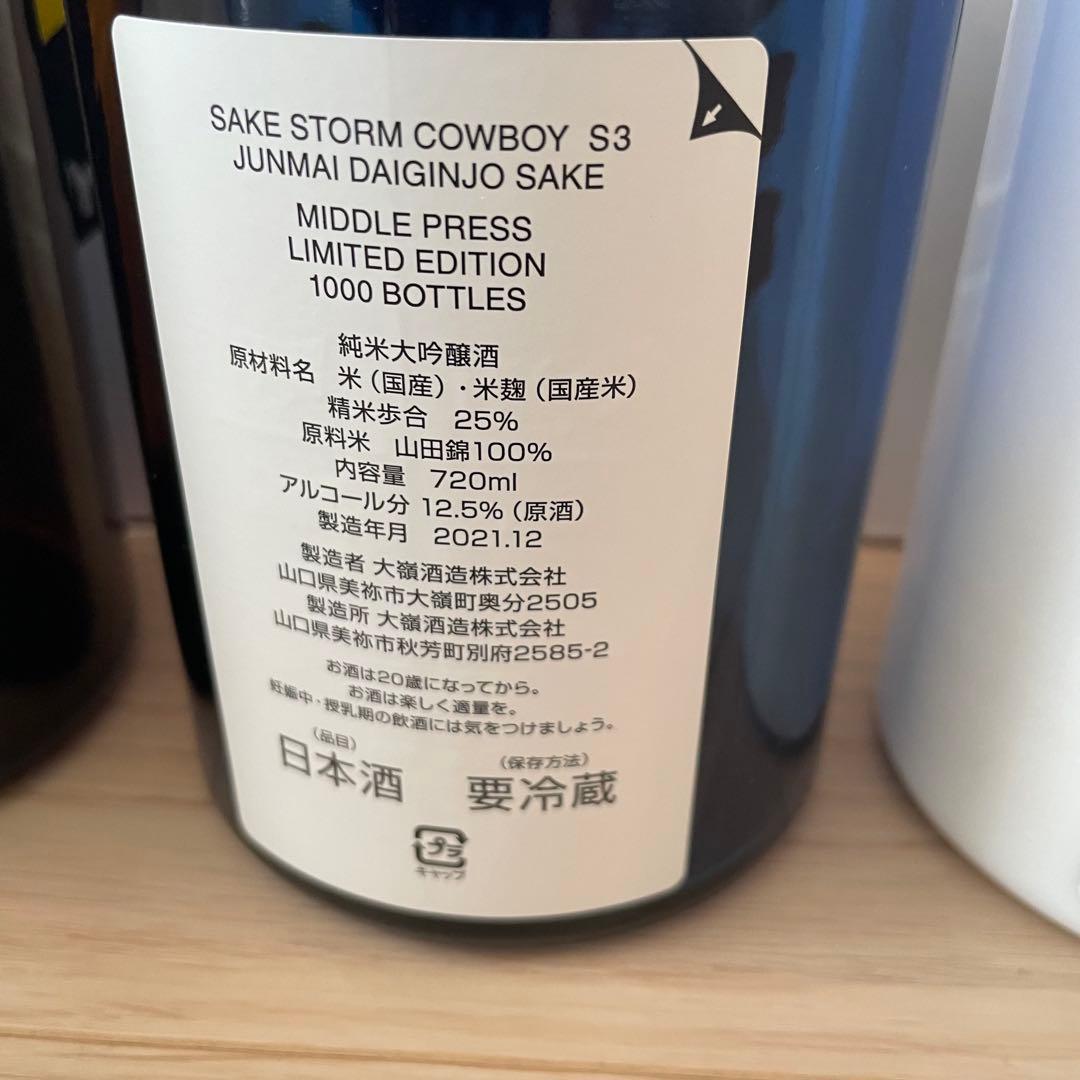 SAKE STORM COWBOY S3
JUNMAI DAIGINJO SAKE
MIDDLE PRESS
LIMITED EDITION
1000 BOTTLES
純米大吟醸酒
原材料名 米（国産）・米麹（国産米）
精米歩合 25%
原料米 山田錦100%
内容量 720ml
アルコール分 12.5%（原酒）
製造年月 2021.12
製造者 大嶺酒造株式会社
山口県美祢市大嶺町奥分2505
製造所 大嶺酒造株式会社
山口県美祢市秋芳町別府2585-2
お酒は20歳になってから。
お酒は楽しく適量を。
妊娠中・授乳期の飲酒には気をつけましょう。
（品目） （保存方法）
日本酒 要冷蔵
プラ
キャップ